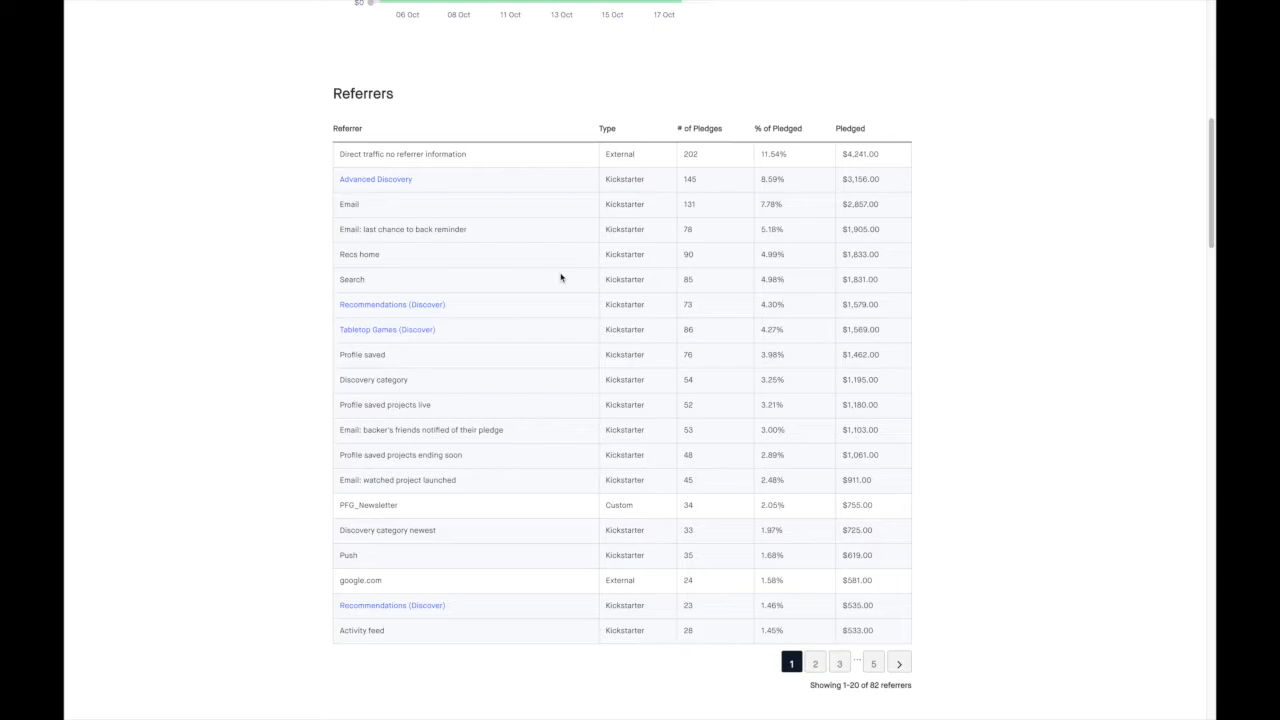 $0
06 Oct 08 Oct 11 Oct 13 Oct 15 Oct 17 Oct
Referrers
Referrer Type # of Pledges % of Pledged Pledged
Direct traffic no referrer information External 202 11.54% $4,241.00
Advanced Discovery Kickstarter 145 8.59% $3,156.00
Email Kickstarter 131 7.78% $2,857.00
Email: last chance to back reminder Kickstarter 78 5.18% $1,905.00
Recs home Kickstarter 90 4.99% $1,833.00
Search Kickstarter 85 4.98% $1,831.00
Recommendations (Discover) Kickstarter 73 4.30% $1,579.00
Tabletop Games (Discover) Kickstarter 86 4.27% $1,569.00
Profile saved Kickstarter 76 3.98% $1,462.00
Discovery category Kickstarter 54 3.25% $1,195.00
Profile saved projects live Kickstarter 52 3.21% $1,180.00
Email: backer's friends notified of their pledge Kickstarter 53 3.00% $1,103.00
Profile saved projects ending soon Kickstarter 48 2.89% $1,061.00
Email: watched project launched Kickstarter 45 2.48% $911.00
PFG_Newsletter Custom 34 2.05% $755.00
Discovery category newest Kickstarter 33 1.97% $725.00
Push Kickstarter 35 1.68% $619.00
google.com External 24 1.58% $581.00
Recommendations (Discover) Kickstarter 23 1.46% $535.00
Activity feed Kickstarter 28 1.45% $533.00
1 2 3 ... 5 >
Showing 1-20 of 82 referrers